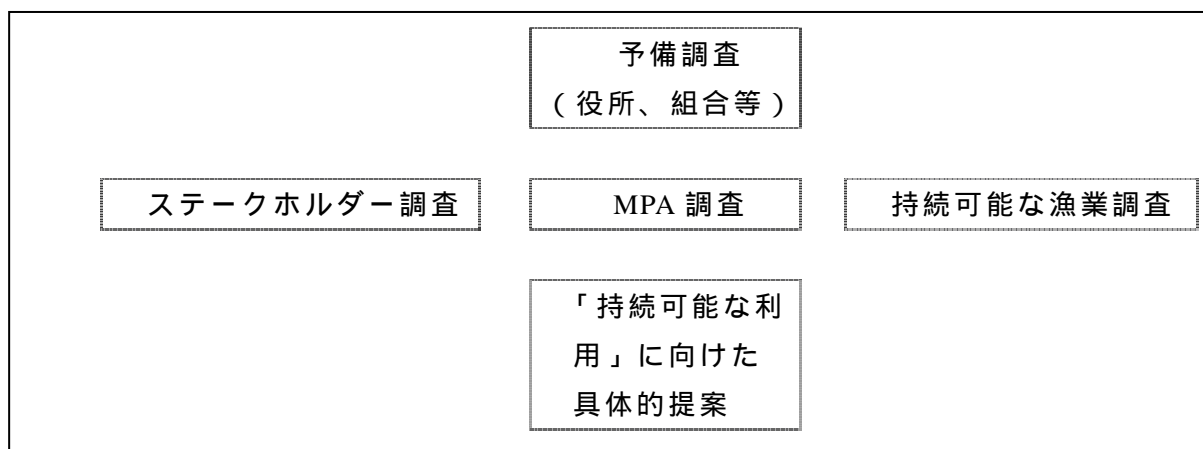 予備調査
（役所、組合等）
ステークホルダー調査
MPA 調査
持続可能な漁業調査
「持続可能な利
用」に向けた
具体的提案